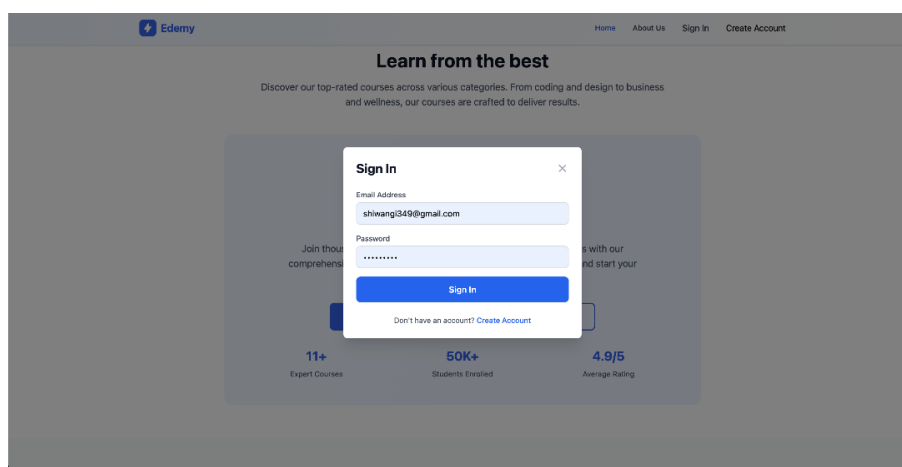 Edemy
Home About Us Sign In Create Account
Learn from the best
Discover our top-rated courses across various categories. From coding and design to business
and wellness, our courses are crafted to deliver results.
Sign In
Email Address
shiwangi349@gmail.com
Password
•••••••••
Sign In
Don't have an account? Create Account
Join thous s with our
comprehensi nd start your
11+ 50K+ 4.9/5
Expert Courses Students Enrolled Average Rating